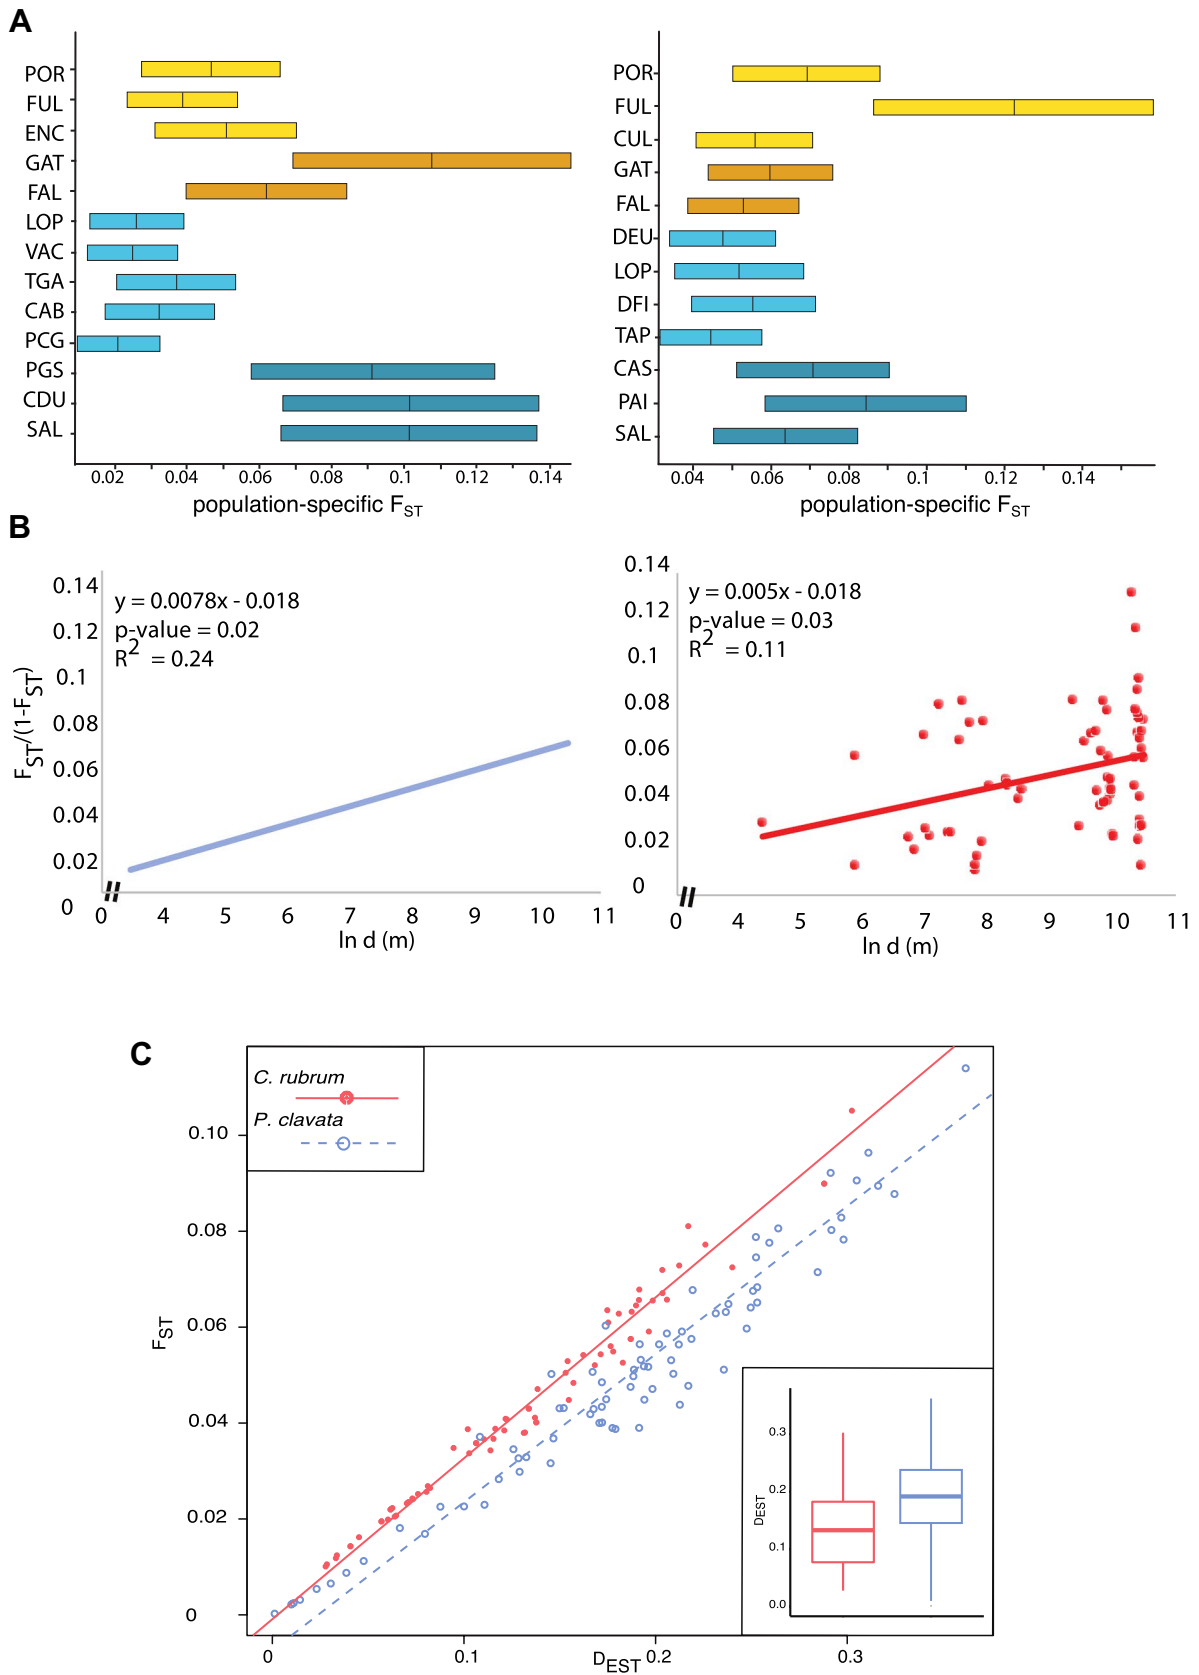 A
POR
FUL
ENC
GAT
FAL
LOP
VAC
TGA
CAB
PCG
PGS
CDU
SAL
0.02 0.04 0.06 0.08 0.1 0.12 0.14
population-specific FST
POR
FUL
CUL
GAT
FAL
DEU
LOP
DFI
TAP
CAS
PAI
SAL
0.04 0.06 0.08 0.1 0.12 0.14
population-specific FST
B
FST/(1-FST)
0.14
0.12
0.1
0.08
0.06
0.04
0.02
0
y = 0.0078x - 0.018
p-value = 0.02
R2 = 0.24
0 4 5 6 7 8 9 10 11
ln d (m)
0.14
0.12
0.1
0.08
0.06
0.04
0.02
0
y = 0.005x - 0.018
p-value = 0.03
R2 = 0.11
0 4 5 6 7 8 9 10 11
ln d (m)
C
C. rubrum
P. clavata
FST
0.10
0.08
0.06
0.04
0.02
0
0 0.1 0.2 0.3
DEST
DEST
0.3
0.2
0.1
0.0